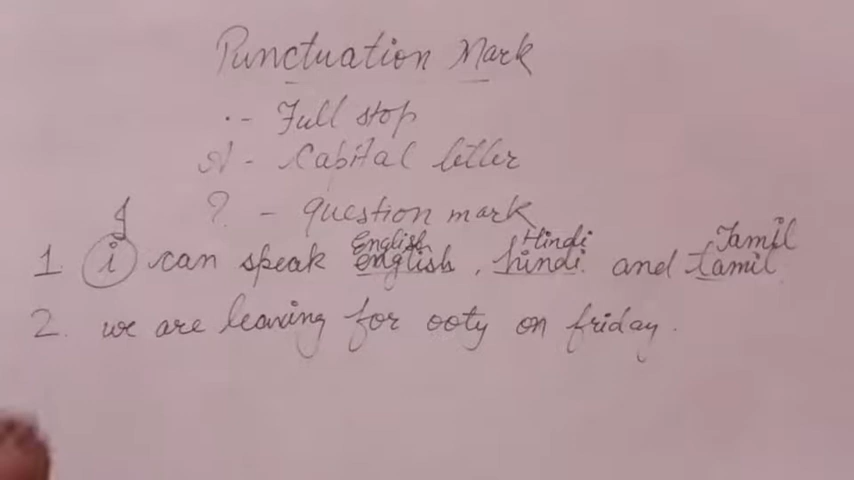 Punctuation Mark
. - Full stop
A - Capital letter
? - question mark
I English Hindi Tamil
1 i can speak english, hindi and tamil
2. we are leaving for ooty on friday.